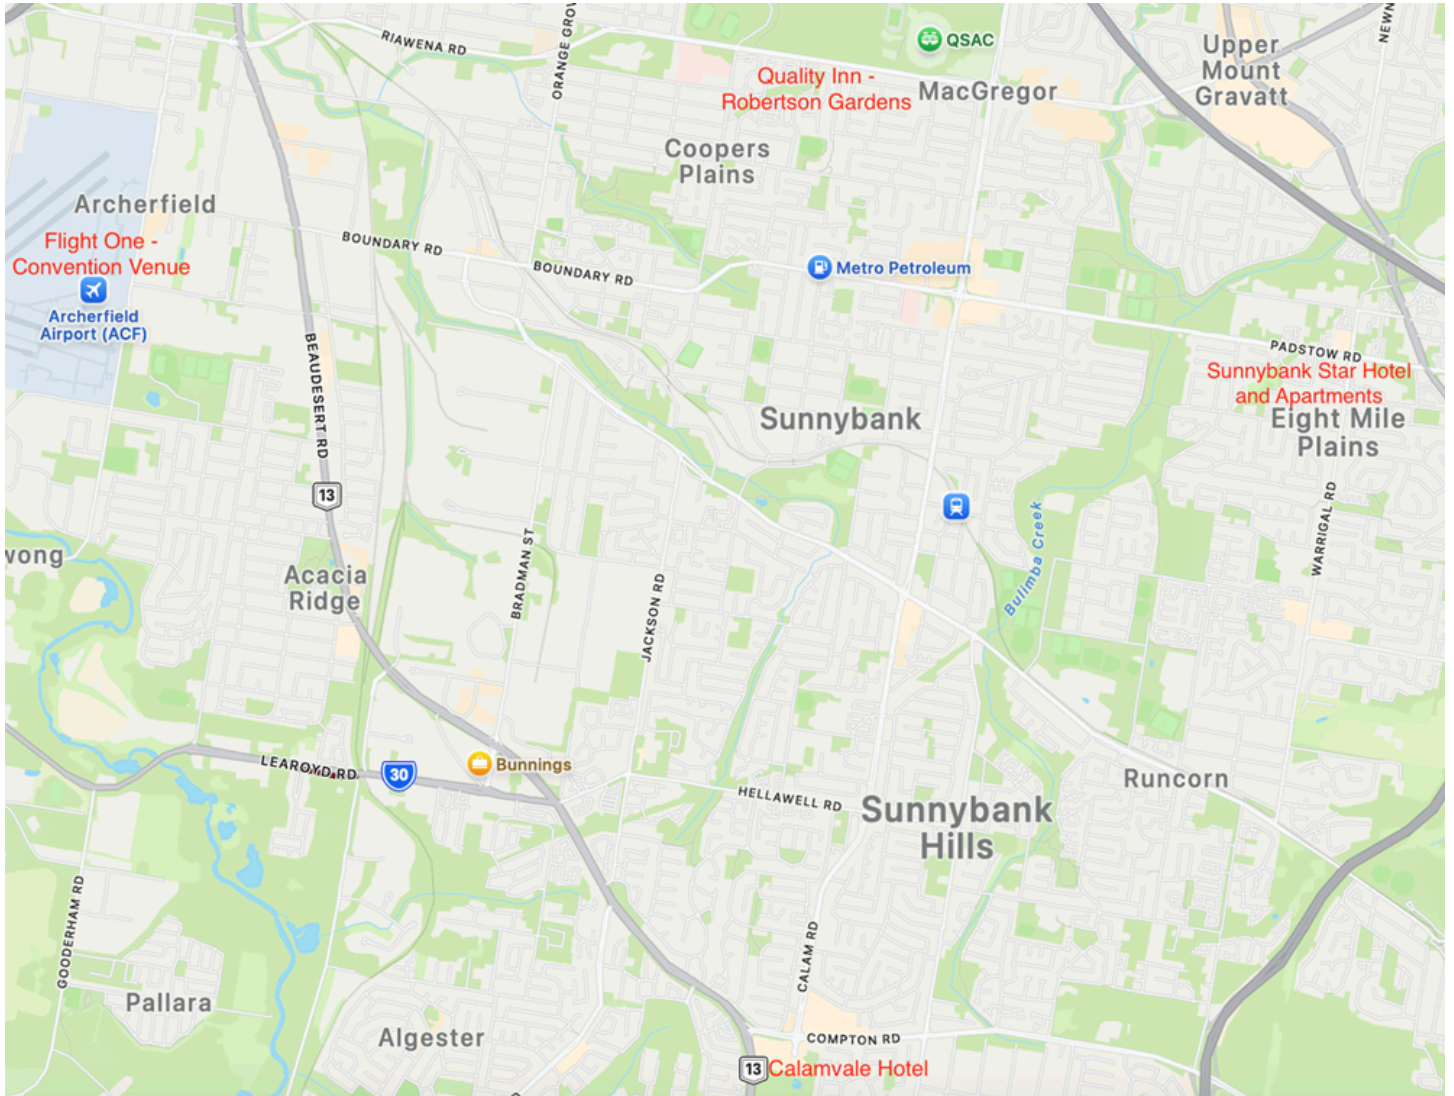 RIAWENA RD
ORANGE GROV
QSAC
NEWN
Upper
Mount
Gravatt
Quality Inn -
Robertson Gardens
MacGregor
Coopers
Plains
Archerfield
Flight One -
Convention Venue
Archerfield
Airport (ACF)
BOUNDARY RD
BOUNDARY RD
Metro Petroleum
BEAUDESERT RD
PADSTOW RD
Sunnybank Star Hotel
and Apartments
Eight Mile
Plains
Sunnybank
13
WARRIGAL RD
Bulimba Creek
wong
Acacia
Ridge
BRADMAN ST
JACKSON RD
LEAROYD RD
30
Bunnings
HELLAWELL RD
Sunnybank
Hills
Runcorn
GOODERHAM RD
CALAM RD
Pallara
Algester
COMPTON RD
13
Calamvale Hotel